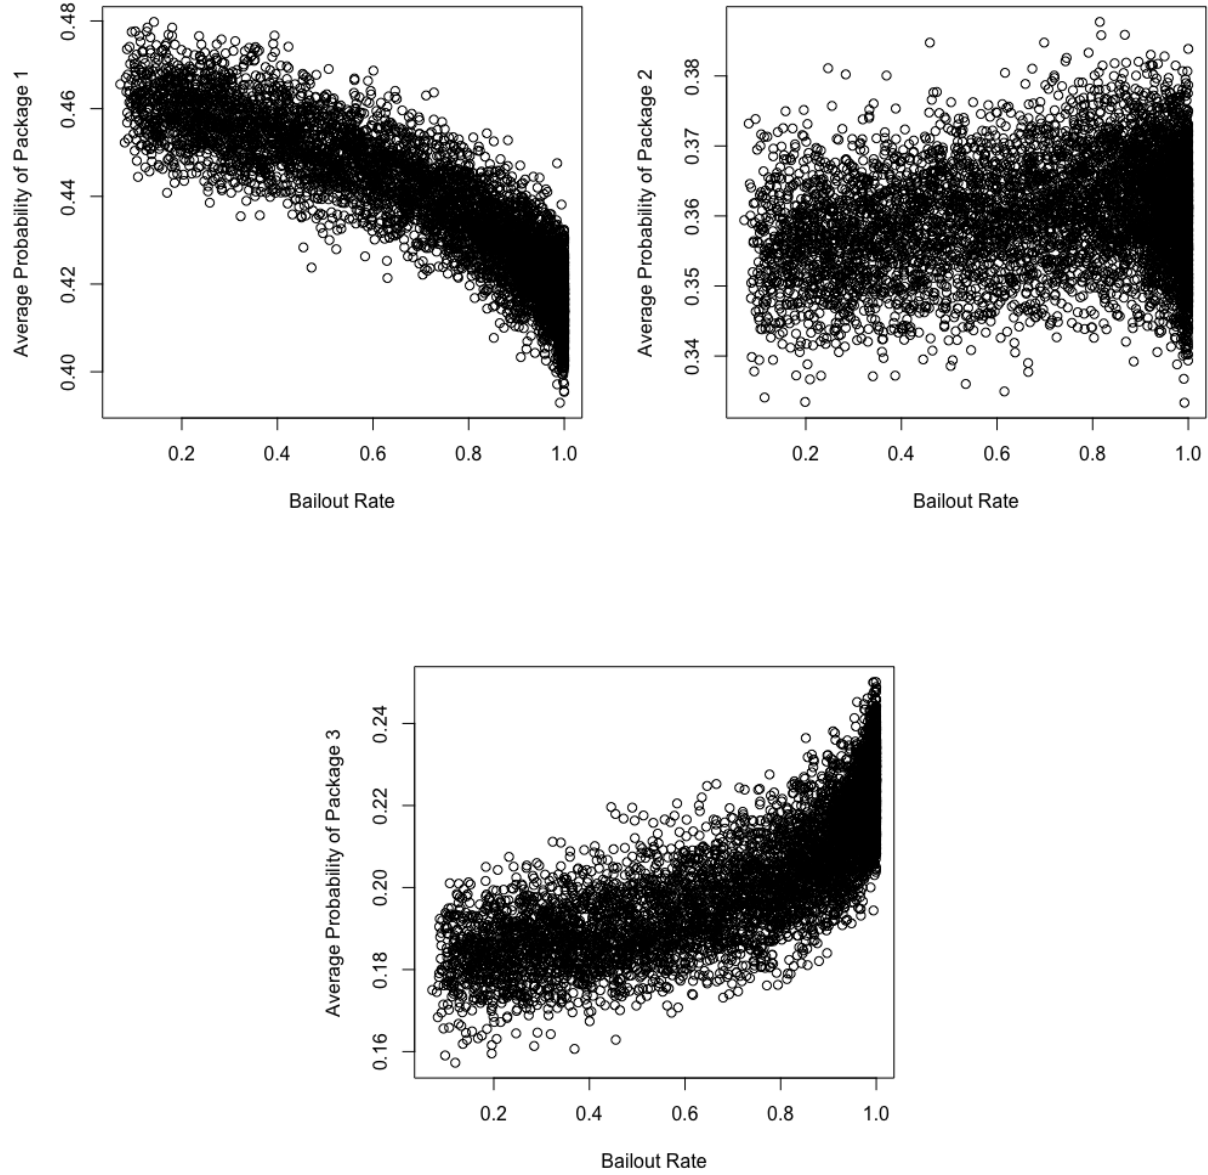 Average Probability of Package 1
0.40 0.42 0.44 0.46 0.48
0.2 0.4 0.6 0.8 1.0
Bailout Rate
Average Probability of Package 2
0.34 0.35 0.36 0.37 0.38
0.2 0.4 0.6 0.8 1.0
Bailout Rate
Average Probability of Package 3
0.16 0.18 0.20 0.22 0.24
0.2 0.4 0.6 0.8 1.0
Bailout Rate